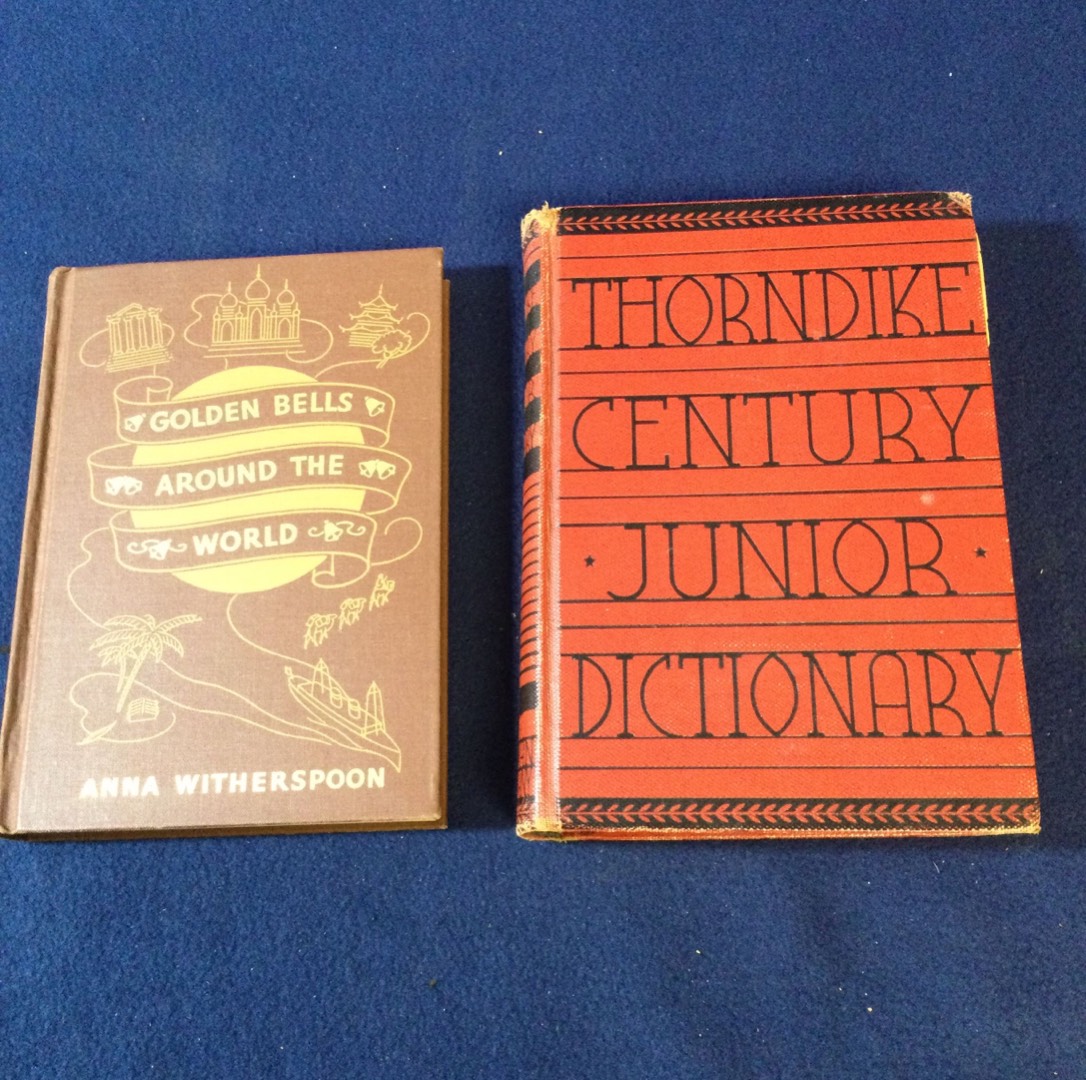 GOLDEN BELLS
AROUND THE
WORLD
ANNA WITHERSPOON
THORNDIKE
CENTURY
JUNIOR
DICTIONARY